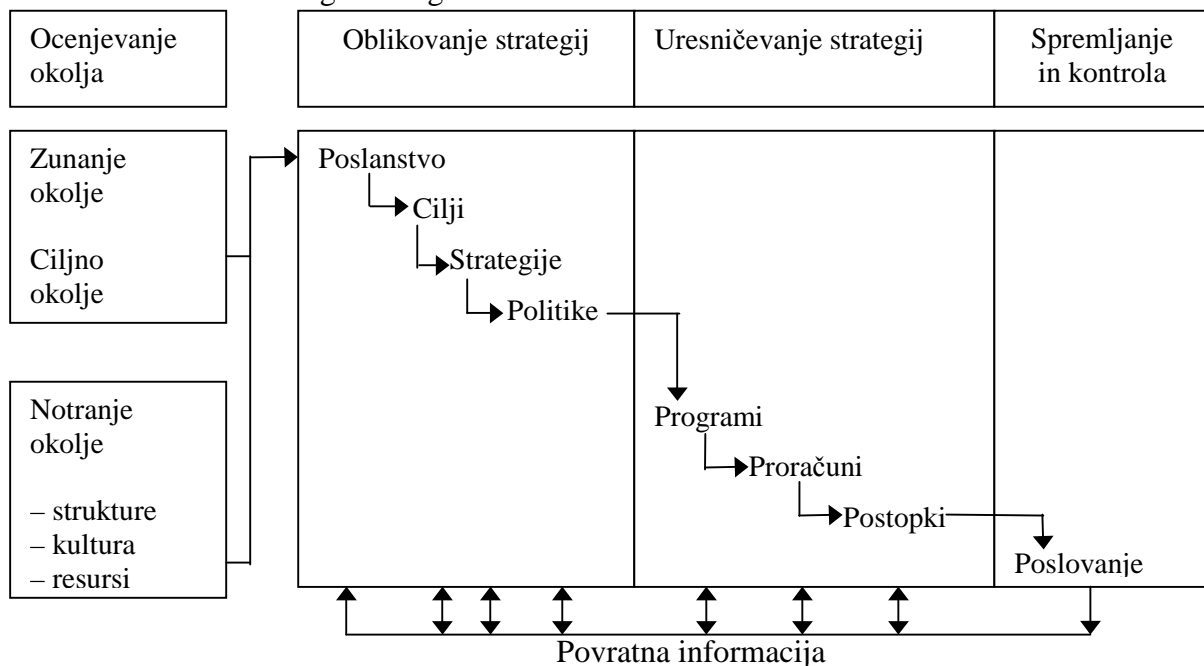 Ocenjevanje
okolja
Oblikovanje strategij
Uresničevanje strategij
Spremljanje
in kontrola
Zunanje
okolje
Ciljno
okolje
Notranje
okolje
– strukture
– kultura
– resursi
Poslanstvo
Cilji
Strategije
Politike
Programi
Proračuni
Postopki
Poslovanje
Povratna informacija